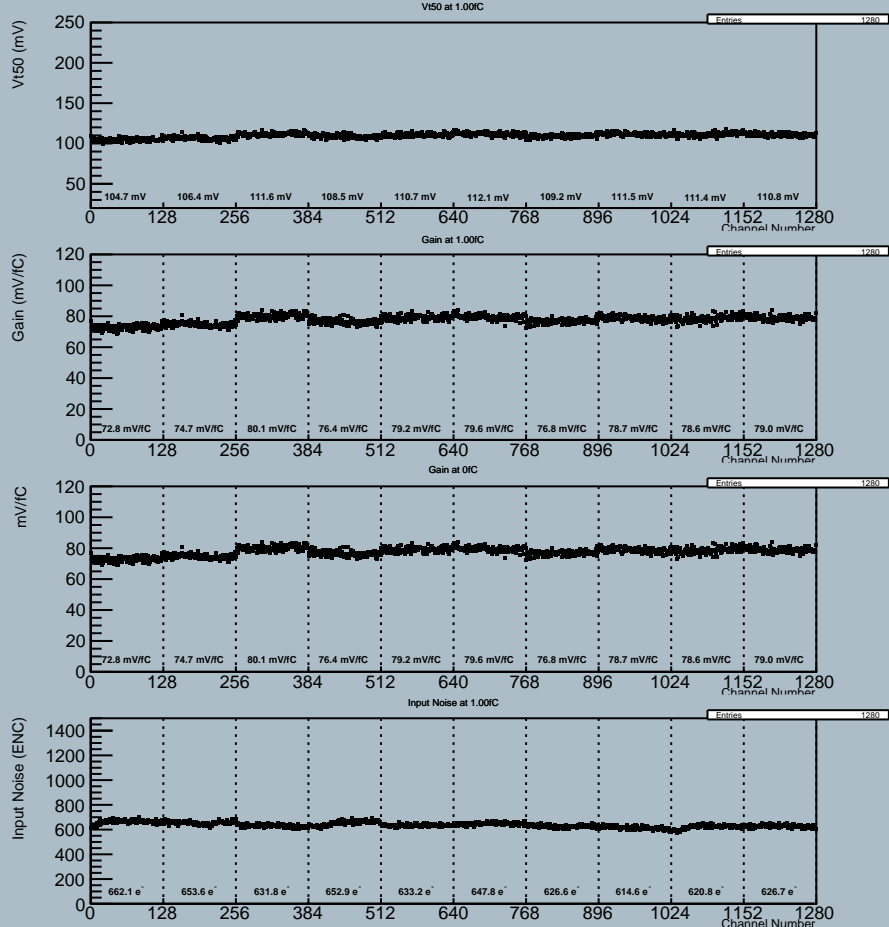 Vt50 at 1.00fC
Entries 1280
Vt50 (mV)
250
200
150
100
50
104.7 mV 106.4 mV 111.6 mV 108.5 mV 110.7 mV 112.1 mV 109.2 mV 111.5 mV 111.4 mV 110.8 mV
0 128 256 384 512 640 768 896 1024 1152 1280
Channel Number
Gain at 1.00fC
Entries 1280
Gain (mV/fC)
120
100
80
60
40
20
0
72.8 mV/fC 74.7 mV/fC 80.1 mV/fC 76.4 mV/fC 79.2 mV/fC 79.6 mV/fC 76.8 mV/fC 78.7 mV/fC 78.6 mV/fC 79.0 mV/fC
0 128 256 384 512 640 768 896 1024 1152 1280
Channel Number
Gain at 0fC
Entries 1280
mV/fC
120
100
80
60
40
20
0
72.8 mV/fC 74.7 mV/fC 80.1 mV/fC 76.4 mV/fC 79.2 mV/fC 79.6 mV/fC 76.8 mV/fC 78.7 mV/fC 78.6 mV/fC 79.0 mV/fC
0 128 256 384 512 640 768 896 1024 1152 1280
Channel Number
Input Noise at 1.00fC
Entries 1280
Input Noise (ENC)
1400
1200
1000
800
600
400
200
0
662.1 e⁻ 653.6 e⁻ 631.8 e⁻ 652.9 e⁻ 633.2 e⁻ 647.8 e⁻ 626.6 e⁻ 614.6 e⁻ 620.8 e⁻ 626.7 e⁻
0 128 256 384 512 640 768 896 1024 1152 1280
Channel Number